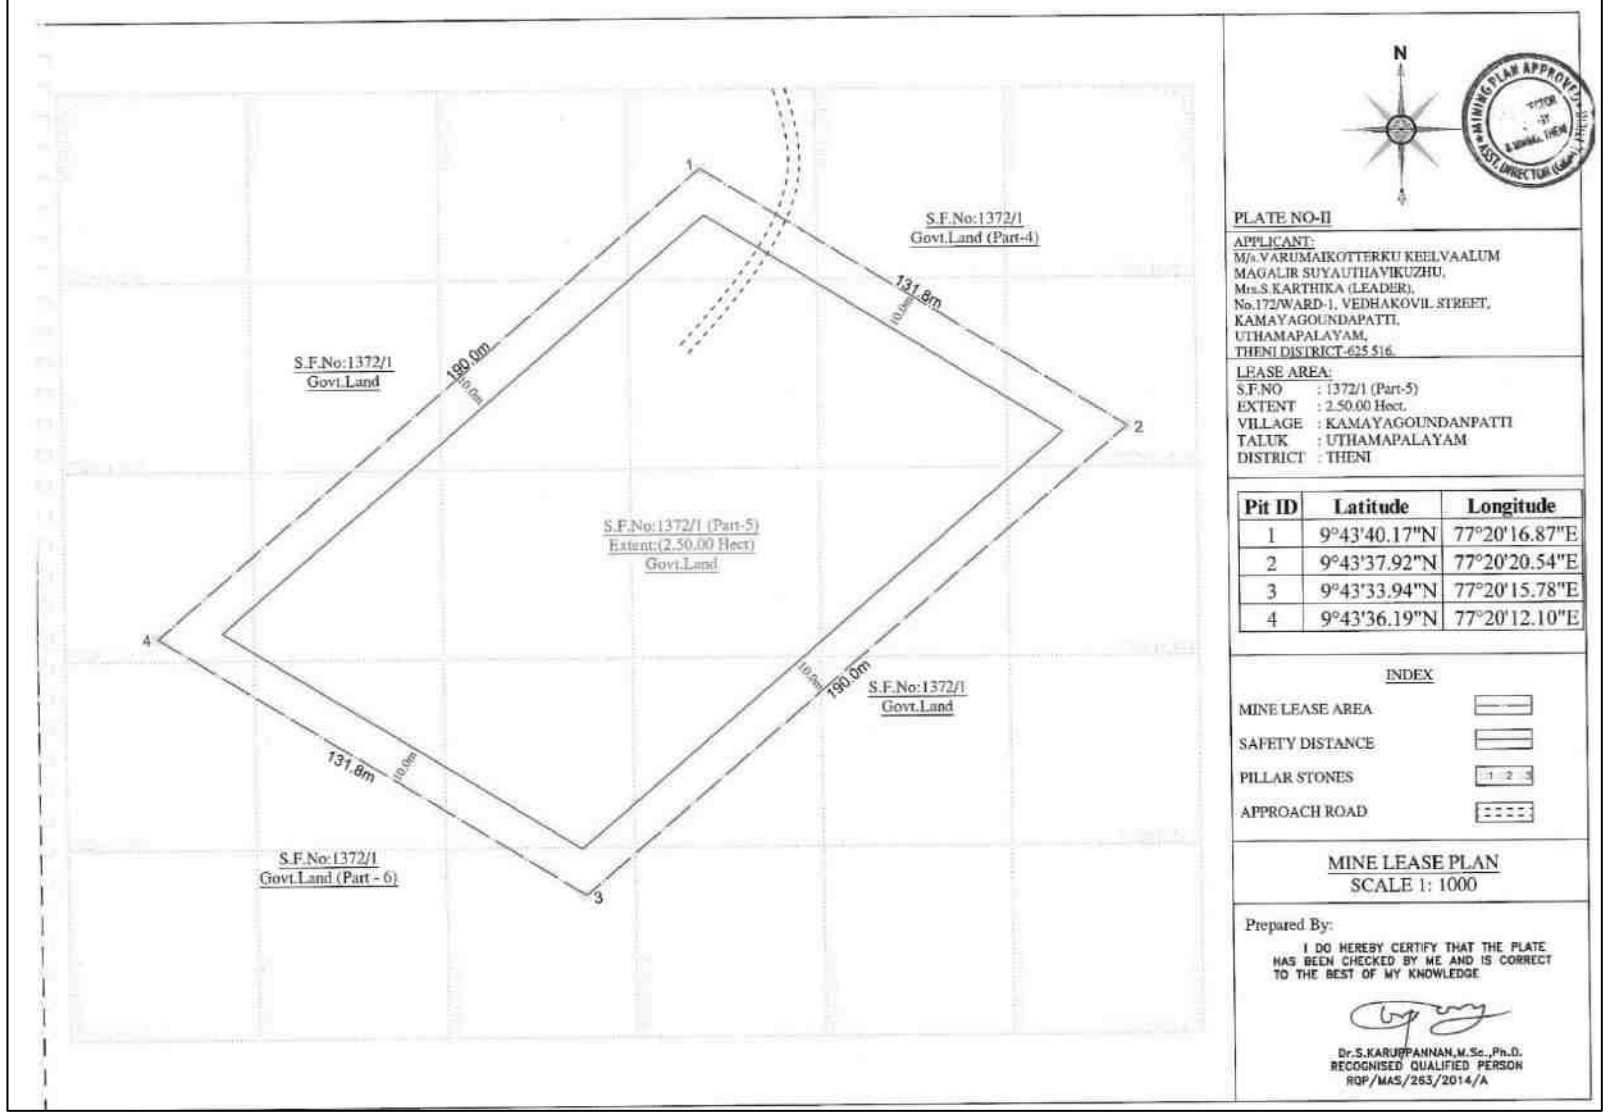 1
S.F.No:1372/1
Govt.Land (Part-4)
131.8m
10.0m
2
S.F.No:1372/1
Govt.Land
190.0m
10.0m
S.F.No:1372/1 (Part-5)
Extent:(2.50.00 Hect)
Govt.Land
4
10.0m
190.0m
S.F.No:1372/1
Govt.Land
131.8m
10.0m
S.F.No:1372/1
Govt.Land (Part - 6)
3
N
MINING PLAN APPROVED
& MINING, THENI
ASST. DIRECTOR
PLATE NO-II
APPLICANT:
M/s.VARUMAIKOTTERKU KEELVAALUM
MAGALIR SUYAUTHAVIKUZHU,
Mrs.S.KARTHIKA (LEADER),
No.172/WARD-1, VEDHAKOVIL STREET,
KAMAYAGOUNDAPATTI,
UTHAMAPALAYAM,
THENI DISTRICT-625 516.
LEASE AREA:
S.F.NO : 1372/1 (Part-5)
EXTENT : 2.50.00 Hect.
VILLAGE : KAMAYAGOUNDANPATTI
TALUK : UTHAMAPALAYAM
DISTRICT : THENI
Pit ID Latitude Longitude
1 9°43'40.17"N 77°20'16.87"E
2 9°43'37.92"N 77°20'20.54"E
3 9°43'33.94"N 77°20'15.78"E
4 9°43'36.19"N 77°20'12.10"E
INDEX
MINE LEASE AREA
SAFETY DISTANCE
PILLAR STONES 1 2 3
APPROACH ROAD
MINE LEASE PLAN
SCALE 1: 1000
Prepared By:
I DO HEREBY CERTIFY THAT THE PLATE
HAS BEEN CHECKED BY ME AND IS CORRECT
TO THE BEST OF MY KNOWLEDGE
Dr.S.KARUPPANNAN,M.Sc.,Ph.D.
RECOGNISED QUALIFIED PERSON
RQP/MAS/263/2014/A